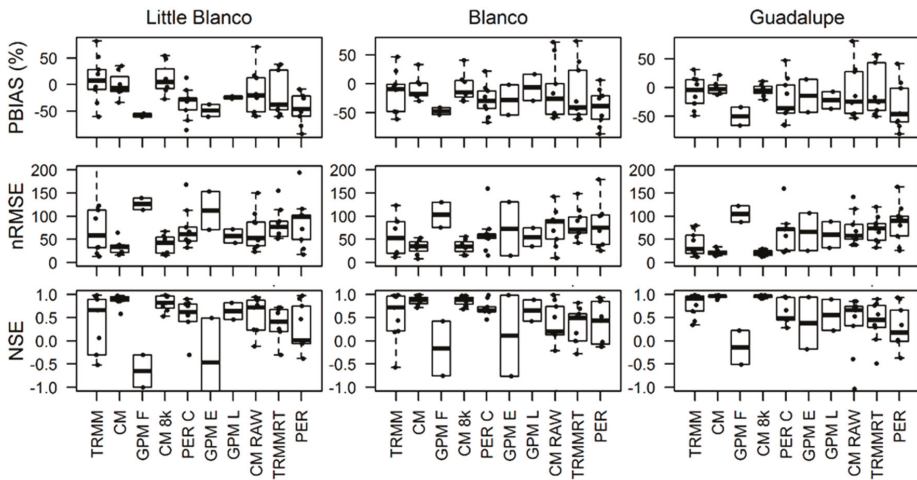 Little Blanco Blanco Guadalupe
PBIAS (%)
50 50 50
0 0 0
-50 -50 -50
nRMSE
200 200 200
150 150 150
100 100 100
50 50 50
0 0 0
NSE
1.0 1.0 1.0
0.5 0.5 0.5
0.0 0.0 0.0
-0.5 -0.5 -0.5
-1.0 -1.0 -1.0
TRMM CM GPM F CM 8k PER C GPM E GPM L CM RAW TRMMRT PER
TRMM CM GPM F CM 8k PER C GPM E GPM L CM RAW TRMMRT PER
TRMM CM GPM F CM 8k PER C GPM E GPM L CM RAW TRMMRT PER